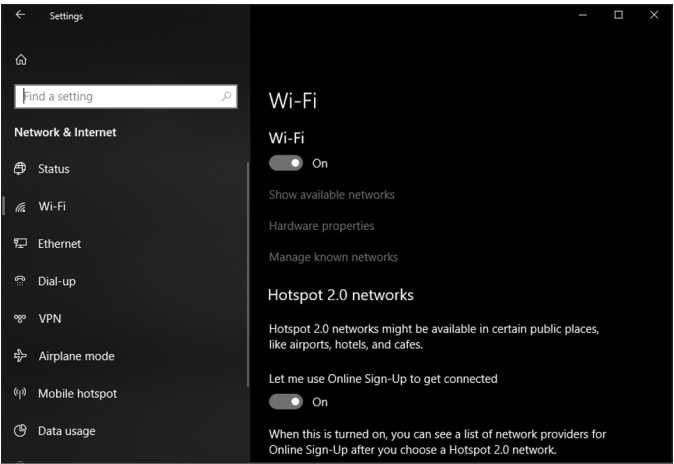 Settings
Find a setting
Network & Internet
Status
Wi-Fi
Ethernet
Dial-up
VPN
Airplane mode
Mobile hotspot
Data usage
Wi-Fi
Wi-Fi
On
Show available networks
Hardware properties
Manage known networks
Hotspot 2.0 networks
Hotspot 2.0 networks might be available in certain public places,
like airports, hotels, and cafes.
Let me use Online Sign-Up to get connected
On
When this is turned on, you can see a list of network providers for
Online Sign-Up after you choose a Hotspot 2.0 network.